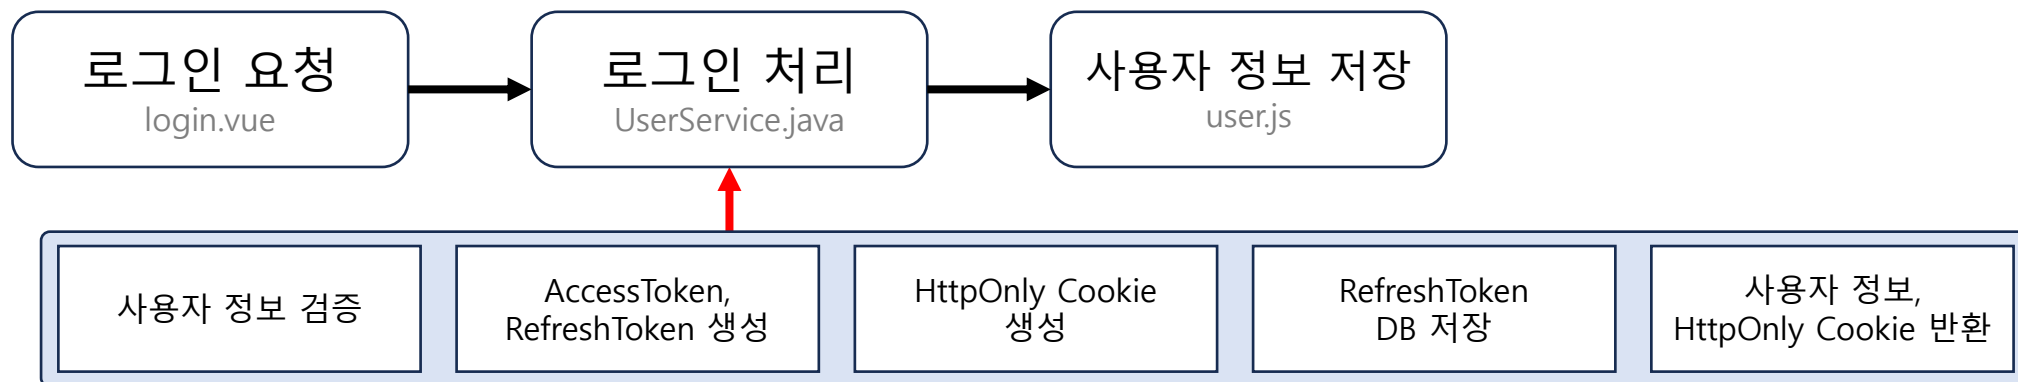 로그인 요청
login.vue
로그인 처리
UserService.java
사용자 정보 저장
user.js
사용자 정보 검증
AccessToken,
RefreshToken 생성
HttpOnly Cookie
생성
RefreshToken
DB 저장
사용자 정보,
HttpOnly Cookie 반환